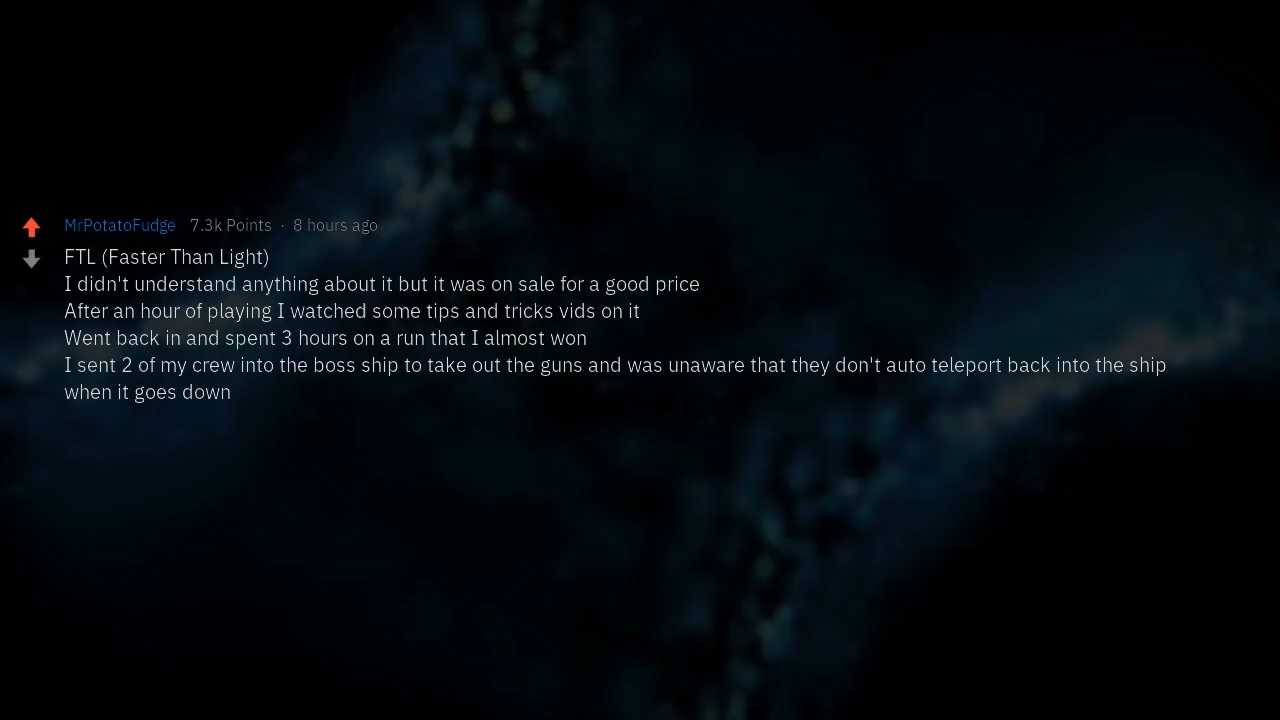 MrPotatoFudge 7.3k Points · 8 hours ago
FTL (Faster Than Light)
I didn't understand anything about it but it was on sale for a good price
After an hour of playing I watched some tips and tricks vids on it
Went back in and spent 3 hours on a run that I almost won
I sent 2 of my crew into the boss ship to take out the guns and was unaware that they don't auto teleport back into the ship
when it goes down